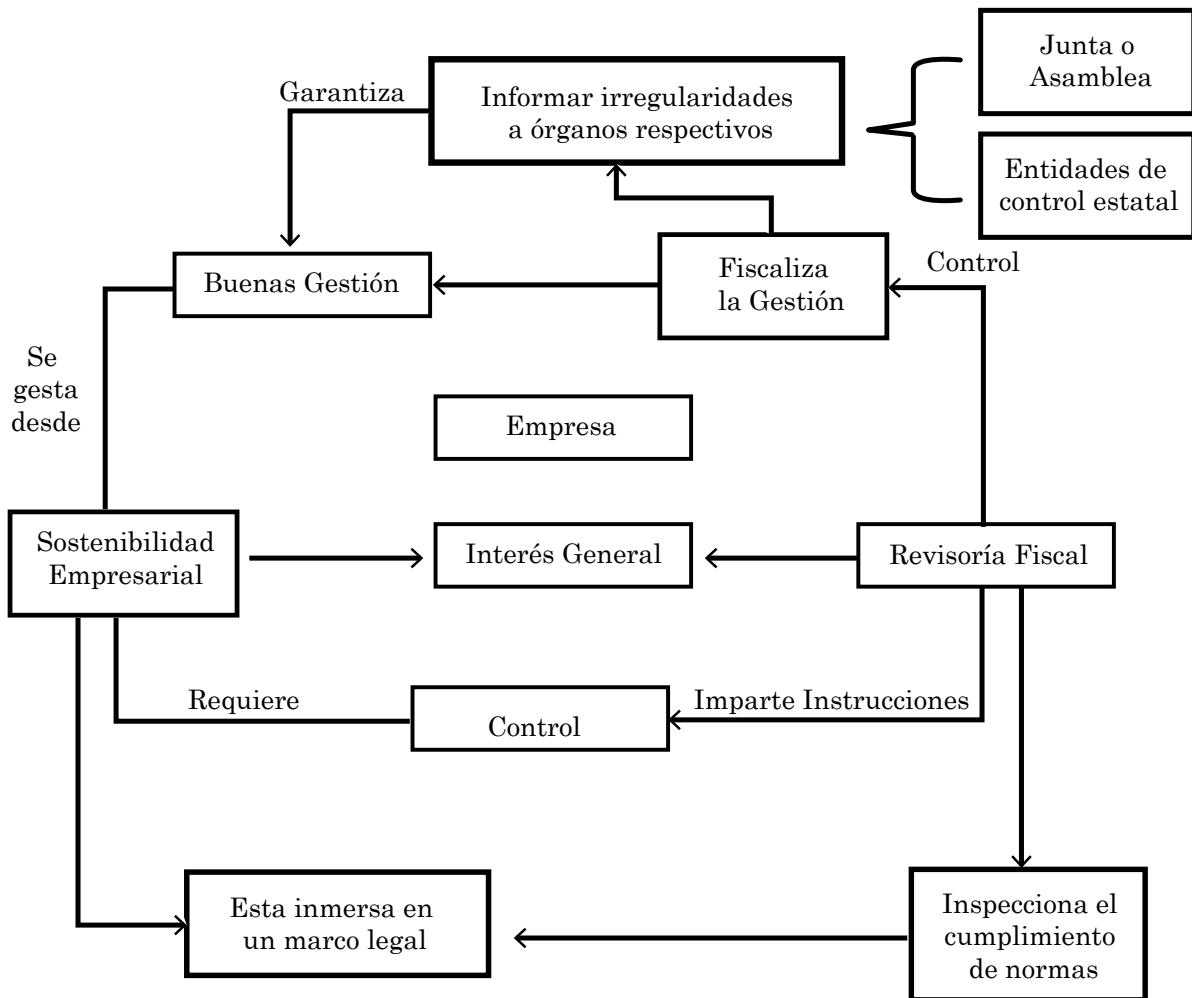 Junta o
Asamblea
Garantiza
Informar irregularidades
a órganos respectivos
Entidades de
control estatal
Buenas Gestión
Fiscaliza
la Gestión
Control
Se
gesta
desde
Empresa
Sostenibilidad
Empresarial
Interés General
Revisoría Fiscal
Requiere
Control
Imparte Instrucciones
Esta inmersa en
un marco legal
Inspecciona el
cumplimiento
de normas